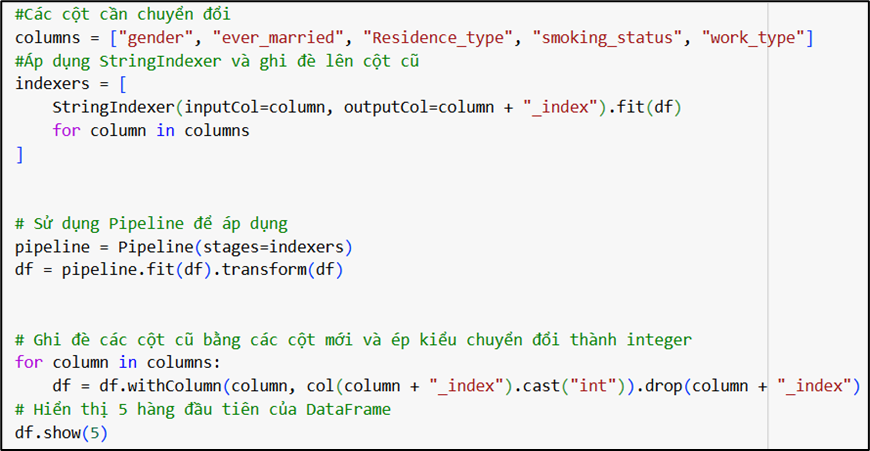 #Các cột cần chuyển đổi
columns = ["gender", "ever_married", "Residence_type", "smoking_status", "work_type"]
#Áp dụng StringIndexer và ghi đè lên cột cũ
indexers = [
    StringIndexer(inputCol=column, outputCol=column + "_index").fit(df)
    for column in columns
]
# Sử dụng Pipeline để áp dụng
pipeline = Pipeline(stages=indexers)
df = pipeline.fit(df).transform(df)
# Ghi đè các cột cũ bằng các cột mới và ép kiểu chuyển đổi thành integer
for column in columns:
    df = df.withColumn(column, col(column + "_index").cast("int")).drop(column + "_index")
# Hiển thị 5 hàng đầu tiên của DataFrame
df.show(5)